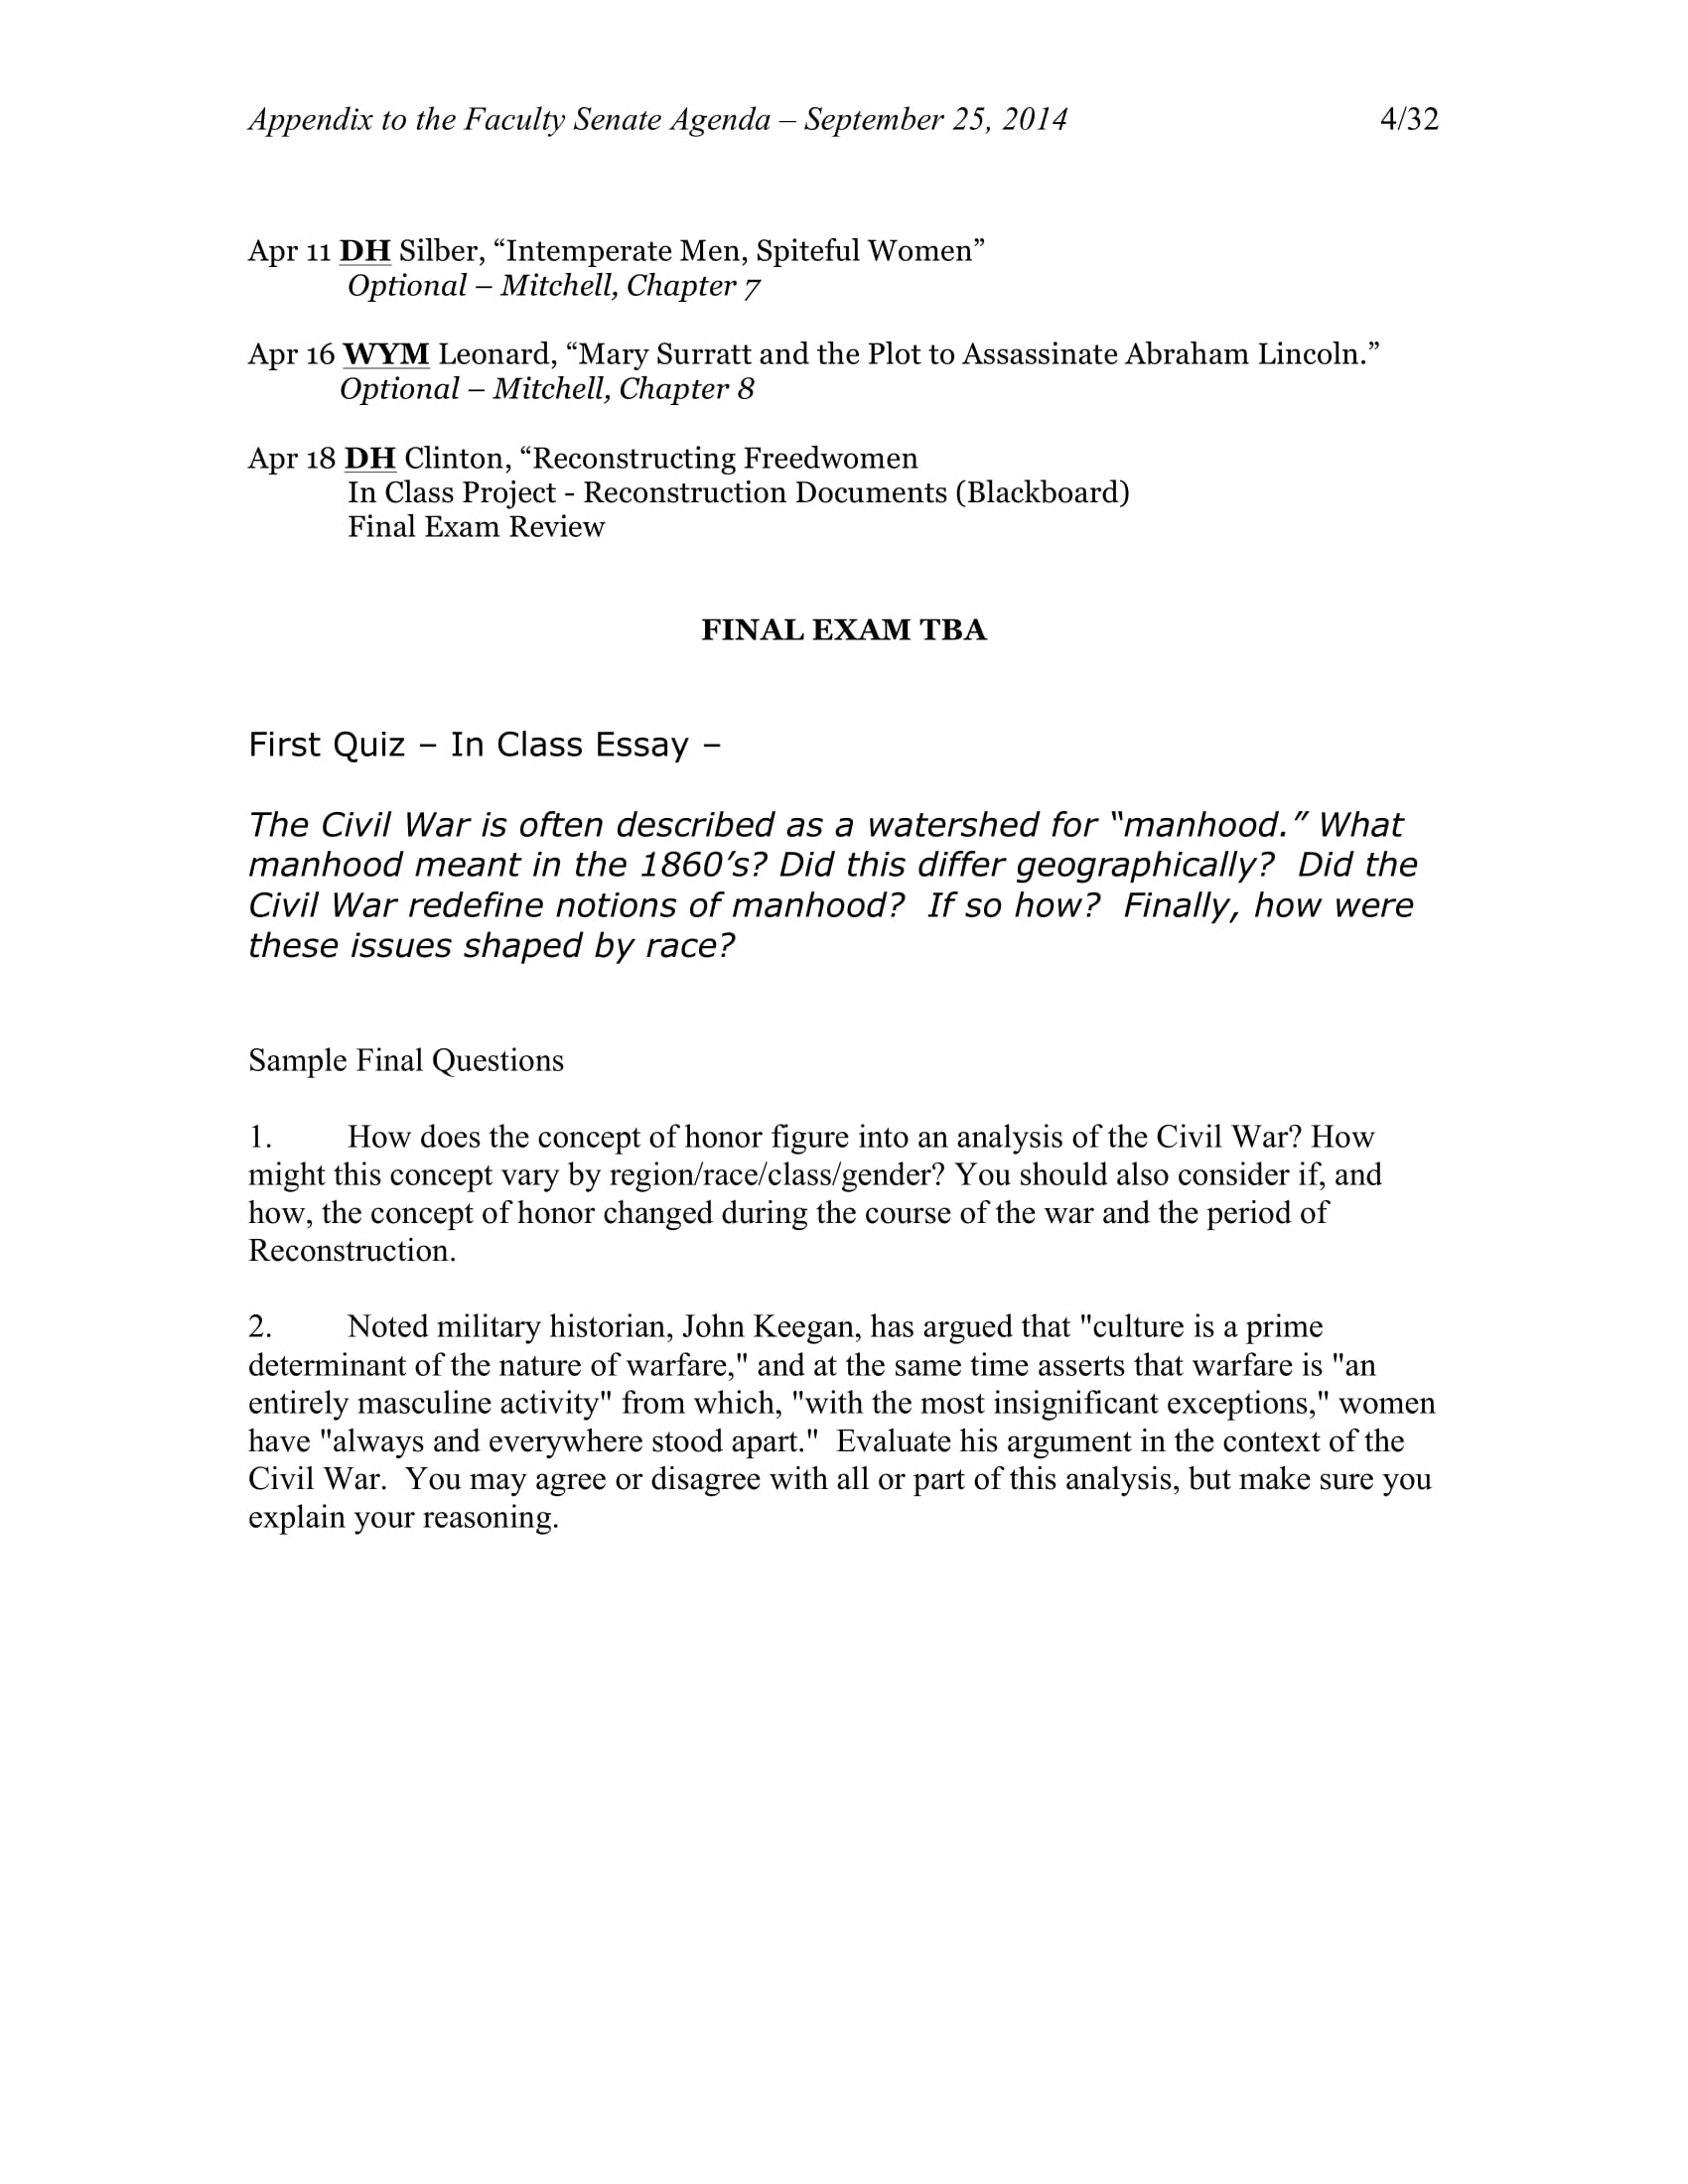 Appendix to the Faculty Senate Agenda – September 25, 2014 4/32
Apr 11 DH Silber, “Intemperate Men, Spiteful Women”
Optional – Mitchell, Chapter 7
Apr 16 WYM Leonard, “Mary Surratt and the Plot to Assassinate Abraham Lincoln.”
Optional – Mitchell, Chapter 8
Apr 18 DH Clinton, “Reconstructing Freedwomen
In Class Project - Reconstruction Documents (Blackboard)
Final Exam Review
FINAL EXAM TBA
First Quiz – In Class Essay –
The Civil War is often described as a watershed for “manhood.” What
manhood meant in the 1860’s? Did this differ geographically?  Did the
Civil War redefine notions of manhood?  If so how?  Finally, how were
these issues shaped by race?
Sample Final Questions
1. How does the concept of honor figure into an analysis of the Civil War? How
might this concept vary by region/race/class/gender? You should also consider if, and
how, the concept of honor changed during the course of the war and the period of
Reconstruction.
2. Noted military historian, John Keegan, has argued that "culture is a prime
determinant of the nature of warfare," and at the same time asserts that warfare is "an
entirely masculine activity" from which, "with the most insignificant exceptions," women
have "always and everywhere stood apart."  Evaluate his argument in the context of the
Civil War.  You may agree or disagree with all or part of this analysis, but make sure you
explain your reasoning.